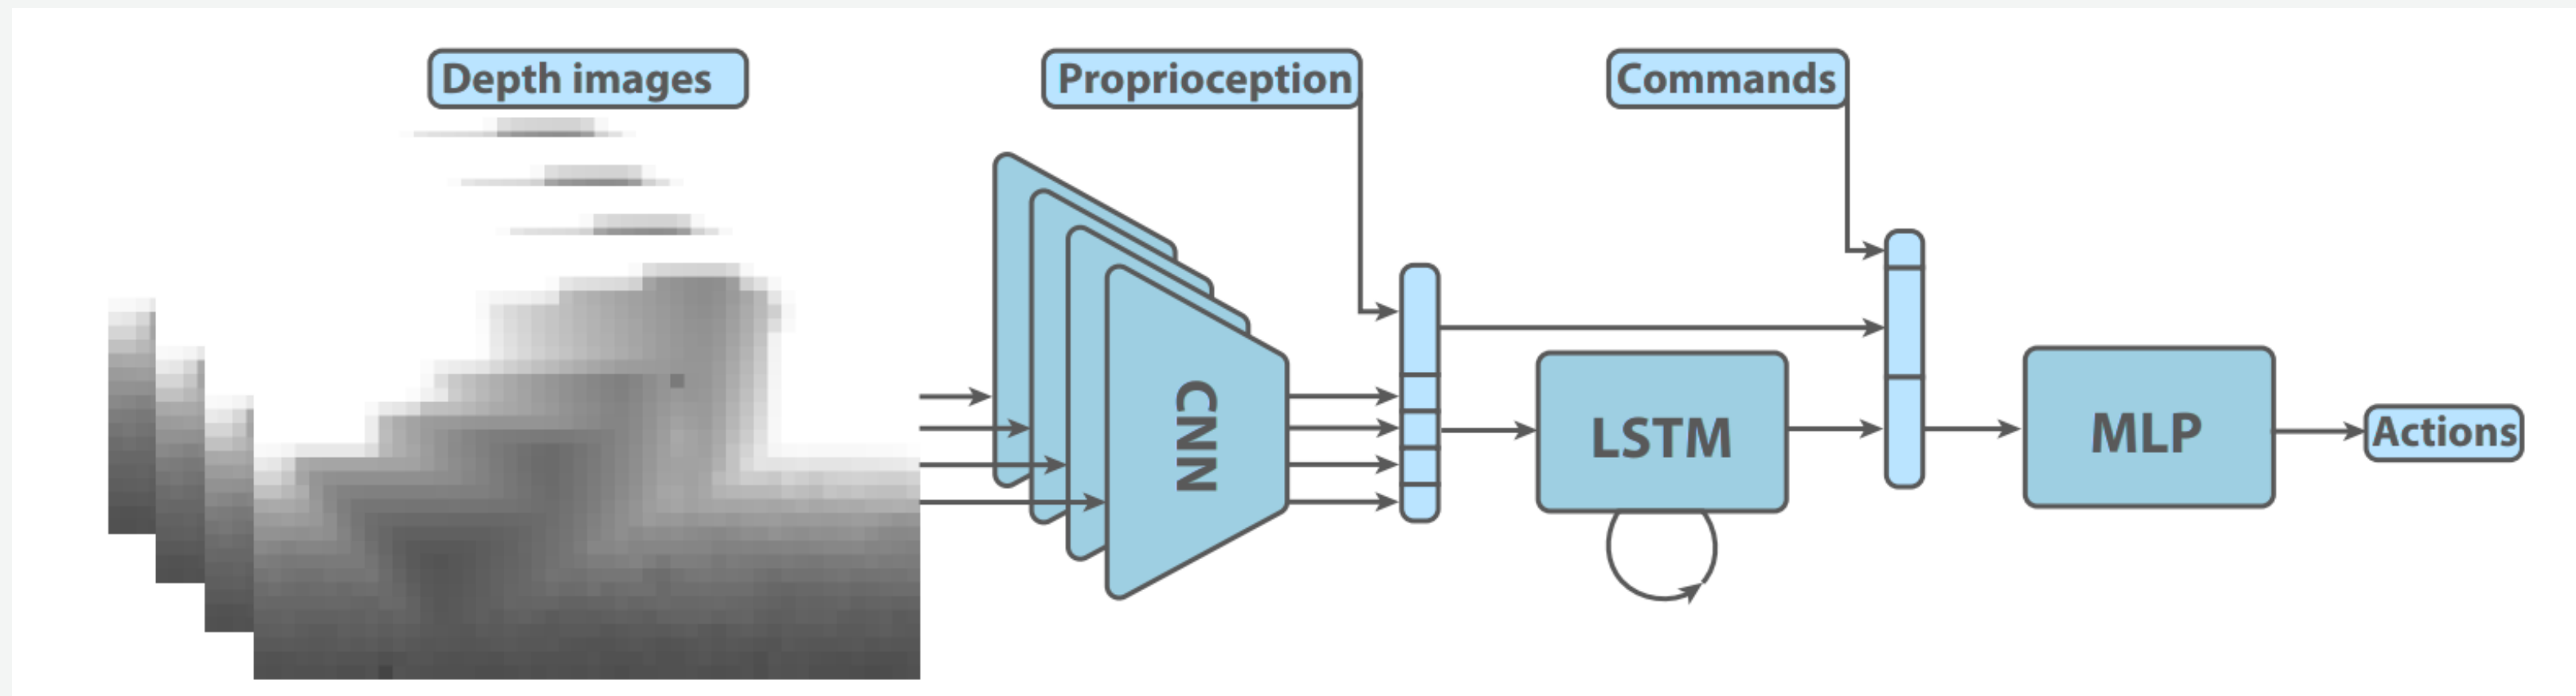 Depth images
Proprioception
Commands
CNN
LSTM
MLP
Actions